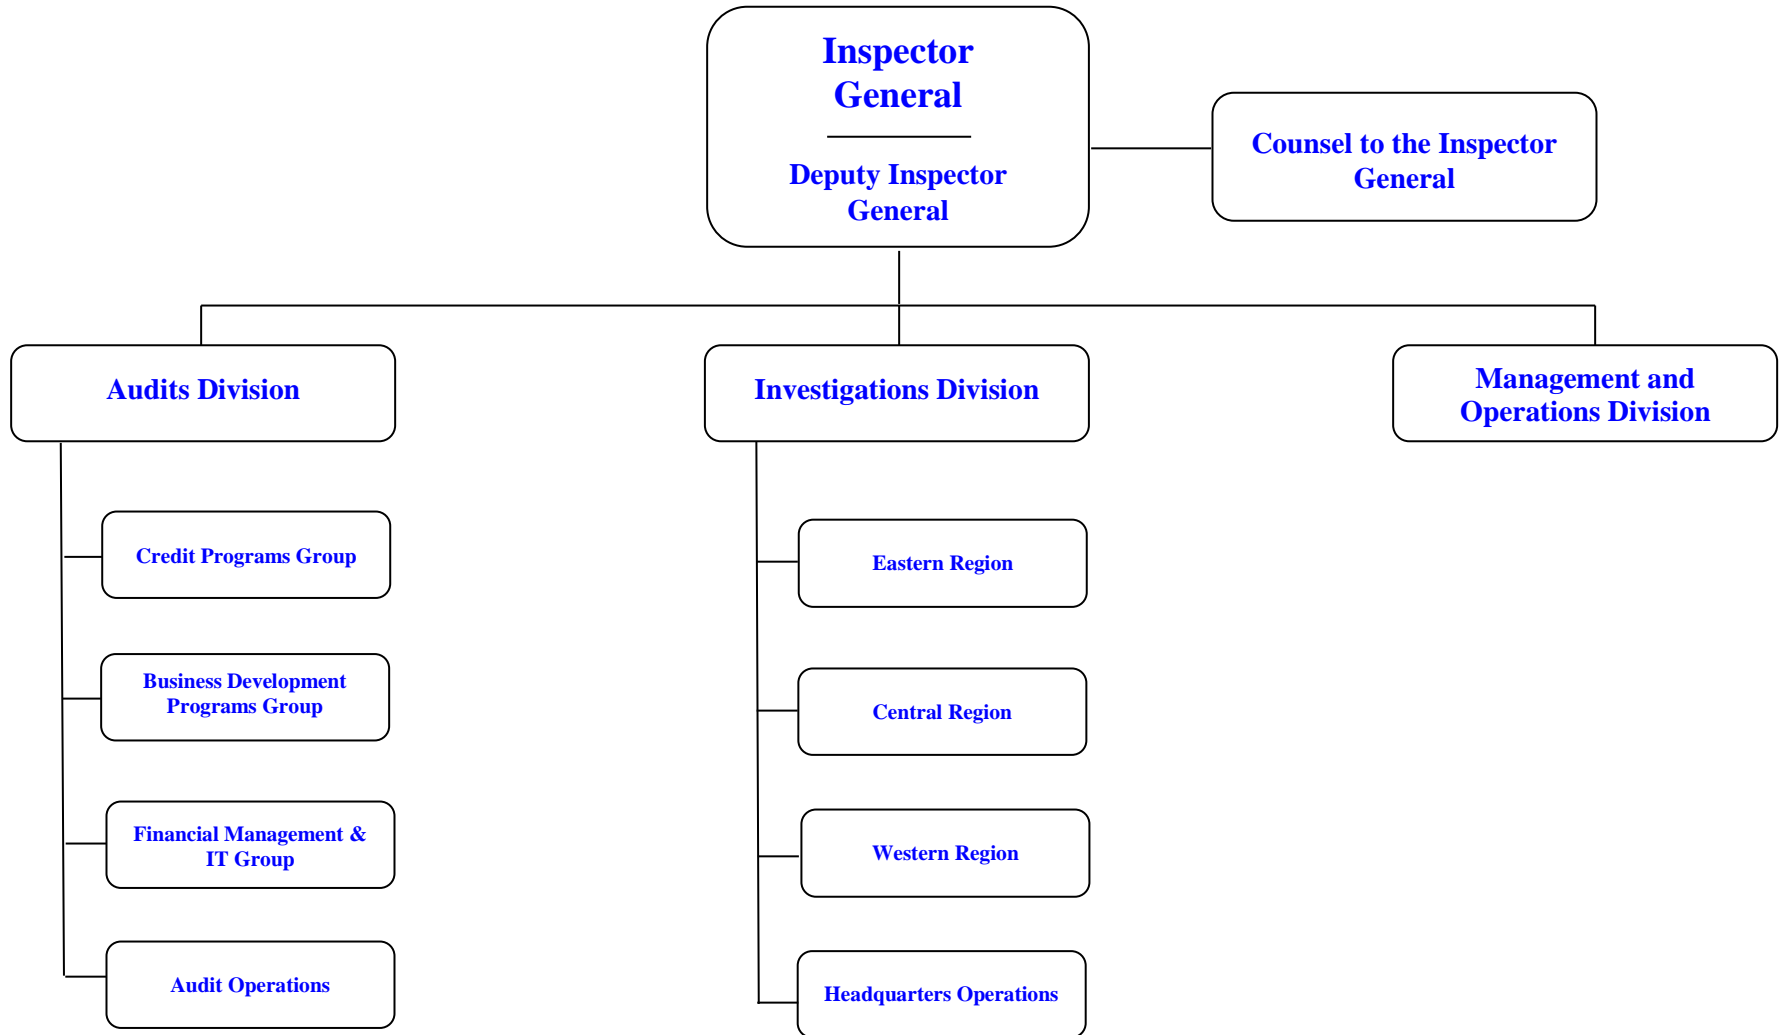 Inspector
General
Deputy Inspector
General
Counsel to the Inspector
General
Audits Division
Investigations Division
Management and
Operations Division
Credit Programs Group
Business Development
Programs Group
Financial Management &
IT Group
Audit Operations
Eastern Region
Central Region
Western Region
Headquarters Operations